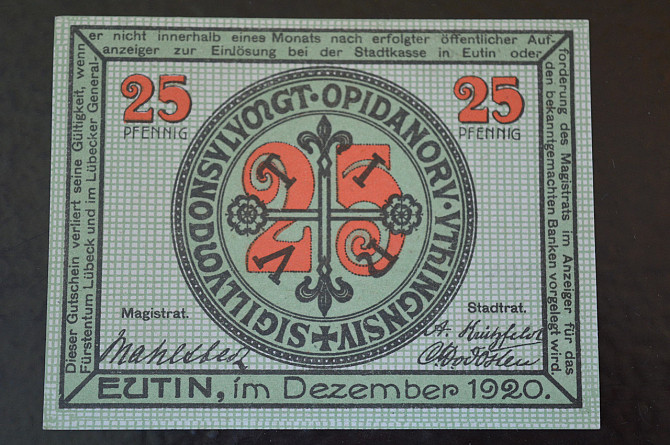 Dieser Gutschein verliert seine Gültigkeit, wenn
Fürstentum Lübeck und im Lübecker General-
er nicht innerhalb eines Monats nach erfolgter öffentlicher Auf-
anzeiger zur Einlösung bei der Stadtkasse in Eutin oder
forderung des Magistrats im Anzeiger für das
den bekanntgemachten Banken vorgelegt wird.
25
PFENNIG
25
PFENNIG
25
I I
V R
OPIDANORV
Magistrat.
Stadtrat.
EUTIN, im Dezember 1920.